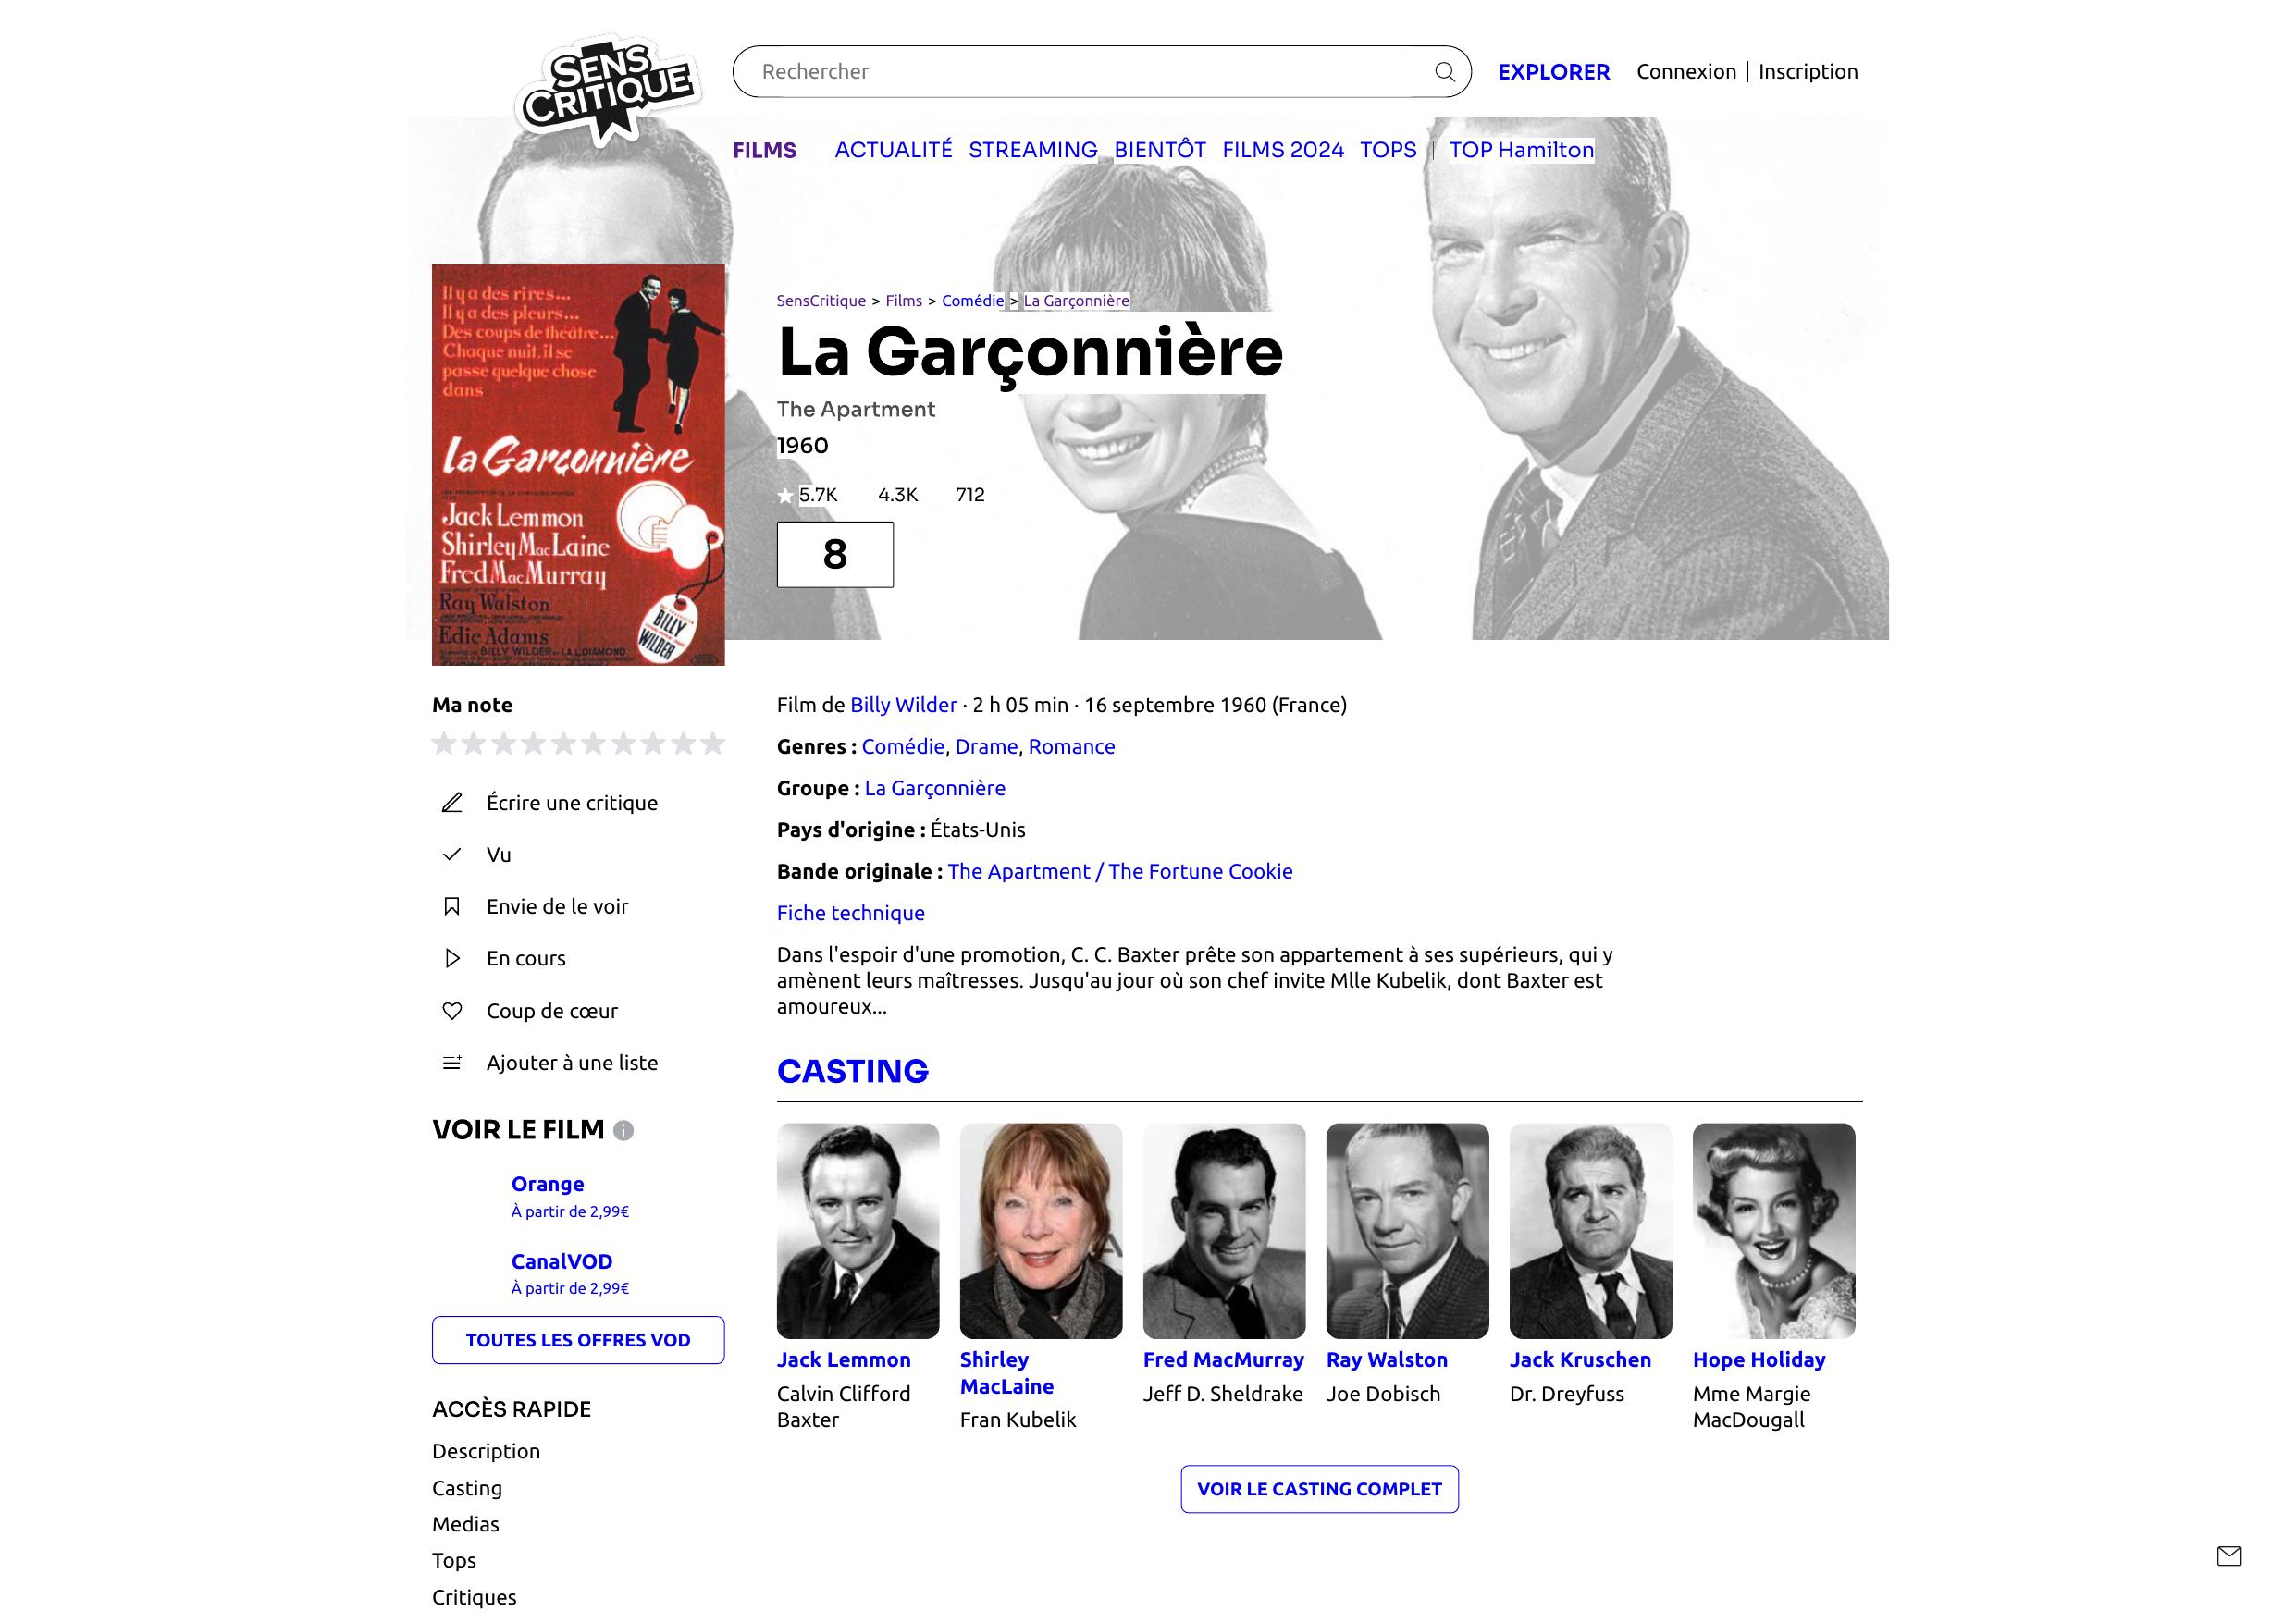 SENS
CRITIQUE
Rechercher
EXPLORER
Connexion | Inscription
FILMS
ACTUALITÉ
STREAMING
BIENTÔT
FILMS 2024
TOPS
TOP Hamilton
Il y a des rires...
Il y a des pleurs...
Des coups de théâtre...
Chaque nuit, il se
passe quelque chose
dans
La Garçonnière
Jack Lemmon
Shirley MacLaine
Fred MacMurray
Ray Walston
Edie Adams
BILLY
WILDER
BILLY WILDER
I.A.L. DIAMOND
SensCritique > Films > Comédie > La Garçonnière
La Garçonnière
The Apartment
1960
5.7K 4.3K 712
8
Ma note
Écrire une critique
Vu
Envie de le voir
En cours
Coup de cœur
Ajouter à une liste
VOIR LE FILM
Orange
À partir de 2,99€
CanalVOD
À partir de 2,99€
TOUTES LES OFFRES VOD
ACCÈS RAPIDE
Description
Casting
Medias
Tops
Critiques
Film de Billy Wilder · 2 h 05 min · 16 septembre 1960 (France)
Genres : Comédie, Drame, Romance
Groupe : La Garçonnière
Pays d'origine : États-Unis
Bande originale : The Apartment / The Fortune Cookie
Fiche technique
Dans l'espoir d'une promotion, C. C. Baxter prête son appartement à ses supérieurs, qui y
amènent leurs maîtresses. Jusqu'au jour où son chef invite Mlle Kubelik, dont Baxter est
amoureux...
CASTING
Jack Lemmon
Calvin Clifford
Baxter
Shirley
MacLaine
Fran Kubelik
Fred MacMurray
Jeff D. Sheldrake
Ray Walston
Joe Dobisch
Jack Kruschen
Dr. Dreyfuss
Hope Holiday
Mme Margie
MacDougall
VOIR LE CASTING COMPLET